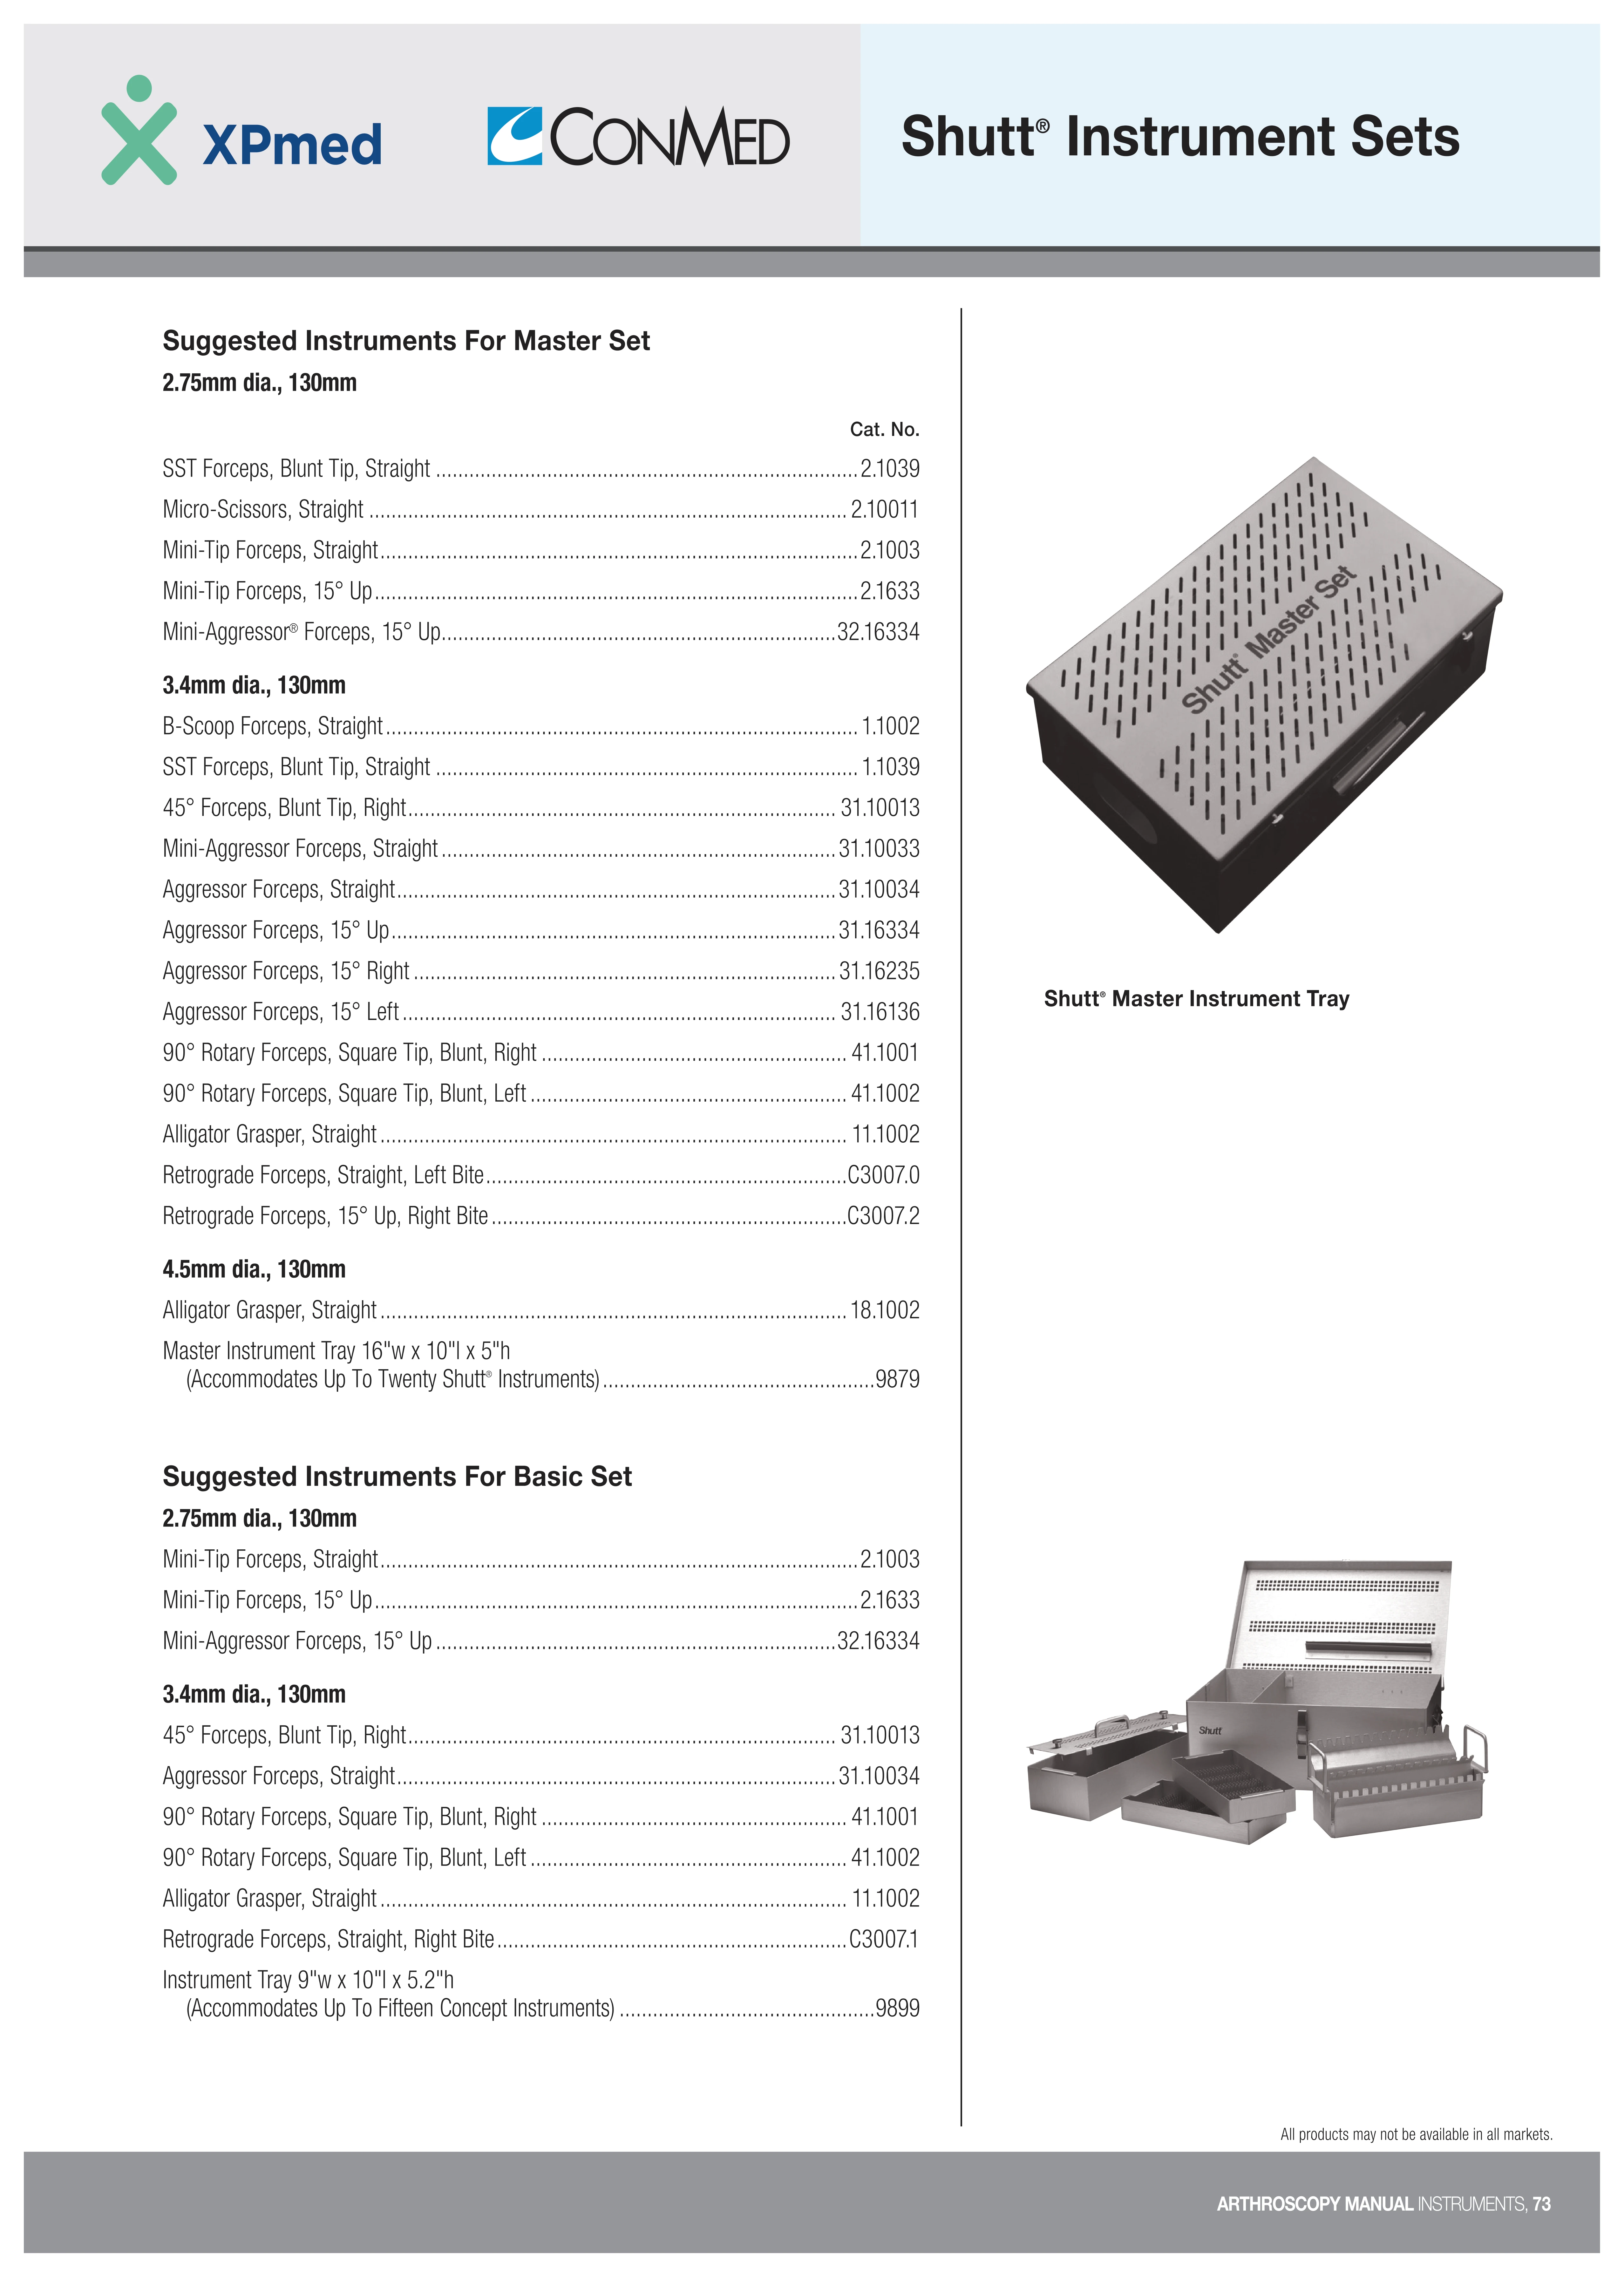 XPmed
CONMED
Shutt® Instrument Sets
Suggested Instruments For Master Set
2.75mm dia., 130mm
Cat. No.
SST Forceps, Blunt Tip, Straight ............................................................................2.1039
Micro-Scissors, Straight ...................................................................................... 2.10011
Mini-Tip Forceps, Straight......................................................................................2.1003
Mini-Tip Forceps, 15° Up.......................................................................................2.1633
Mini-Aggressor® Forceps, 15° Up.......................................................................32.16334
3.4mm dia., 130mm
B-Scoop Forceps, Straight..................................................................................... 1.1002
SST Forceps, Blunt Tip, Straight ............................................................................ 1.1039
45° Forceps, Blunt Tip, Right............................................................................. 31.10013
Mini-Aggressor Forceps, Straight.......................................................................31.10033
Aggressor Forceps, Straight...............................................................................31.10034
Aggressor Forceps, 15° Up................................................................................31.16334
Aggressor Forceps, 15° Right ............................................................................31.16235
Aggressor Forceps, 15° Left.............................................................................. 31.16136
90° Rotary Forceps, Square Tip, Blunt, Right ....................................................... 41.1001
90° Rotary Forceps, Square Tip, Blunt, Left ......................................................... 41.1002
Alligator Grasper, Straight.................................................................................... 11.1002
Retrograde Forceps, Straight, Left Bite.................................................................C3007.0
Retrograde Forceps, 15° Up, Right Bite................................................................C3007.2
4.5mm dia., 130mm
Alligator Grasper, Straight.................................................................................... 18.1002
Master Instrument Tray 16"w x 10"l x 5"h
(Accommodates Up To Twenty Shutt® Instruments).................................................9879
Suggested Instruments For Basic Set
2.75mm dia., 130mm
Mini-Tip Forceps, Straight......................................................................................2.1003
Mini-Tip Forceps, 15° Up.......................................................................................2.1633
Mini-Aggressor Forceps, 15° Up ........................................................................32.16334
3.4mm dia., 130mm
45° Forceps, Blunt Tip, Right............................................................................. 31.10013
Aggressor Forceps, Straight...............................................................................31.10034
90° Rotary Forceps, Square Tip, Blunt, Right ....................................................... 41.1001
90° Rotary Forceps, Square Tip, Blunt, Left ......................................................... 41.1002
Alligator Grasper, Straight.................................................................................... 11.1002
Retrograde Forceps, Straight, Right Bite...............................................................C3007.1
Instrument Tray 9"w x 10"l x 5.2"h
(Accommodates Up To Fifteen Concept Instruments) ..............................................9899
Shutt® Master Set
Shutt® Master Instrument Tray
Shutt
All products may not be available in all markets.
ARTHROSCOPY MANUAL INSTRUMENTS, 73